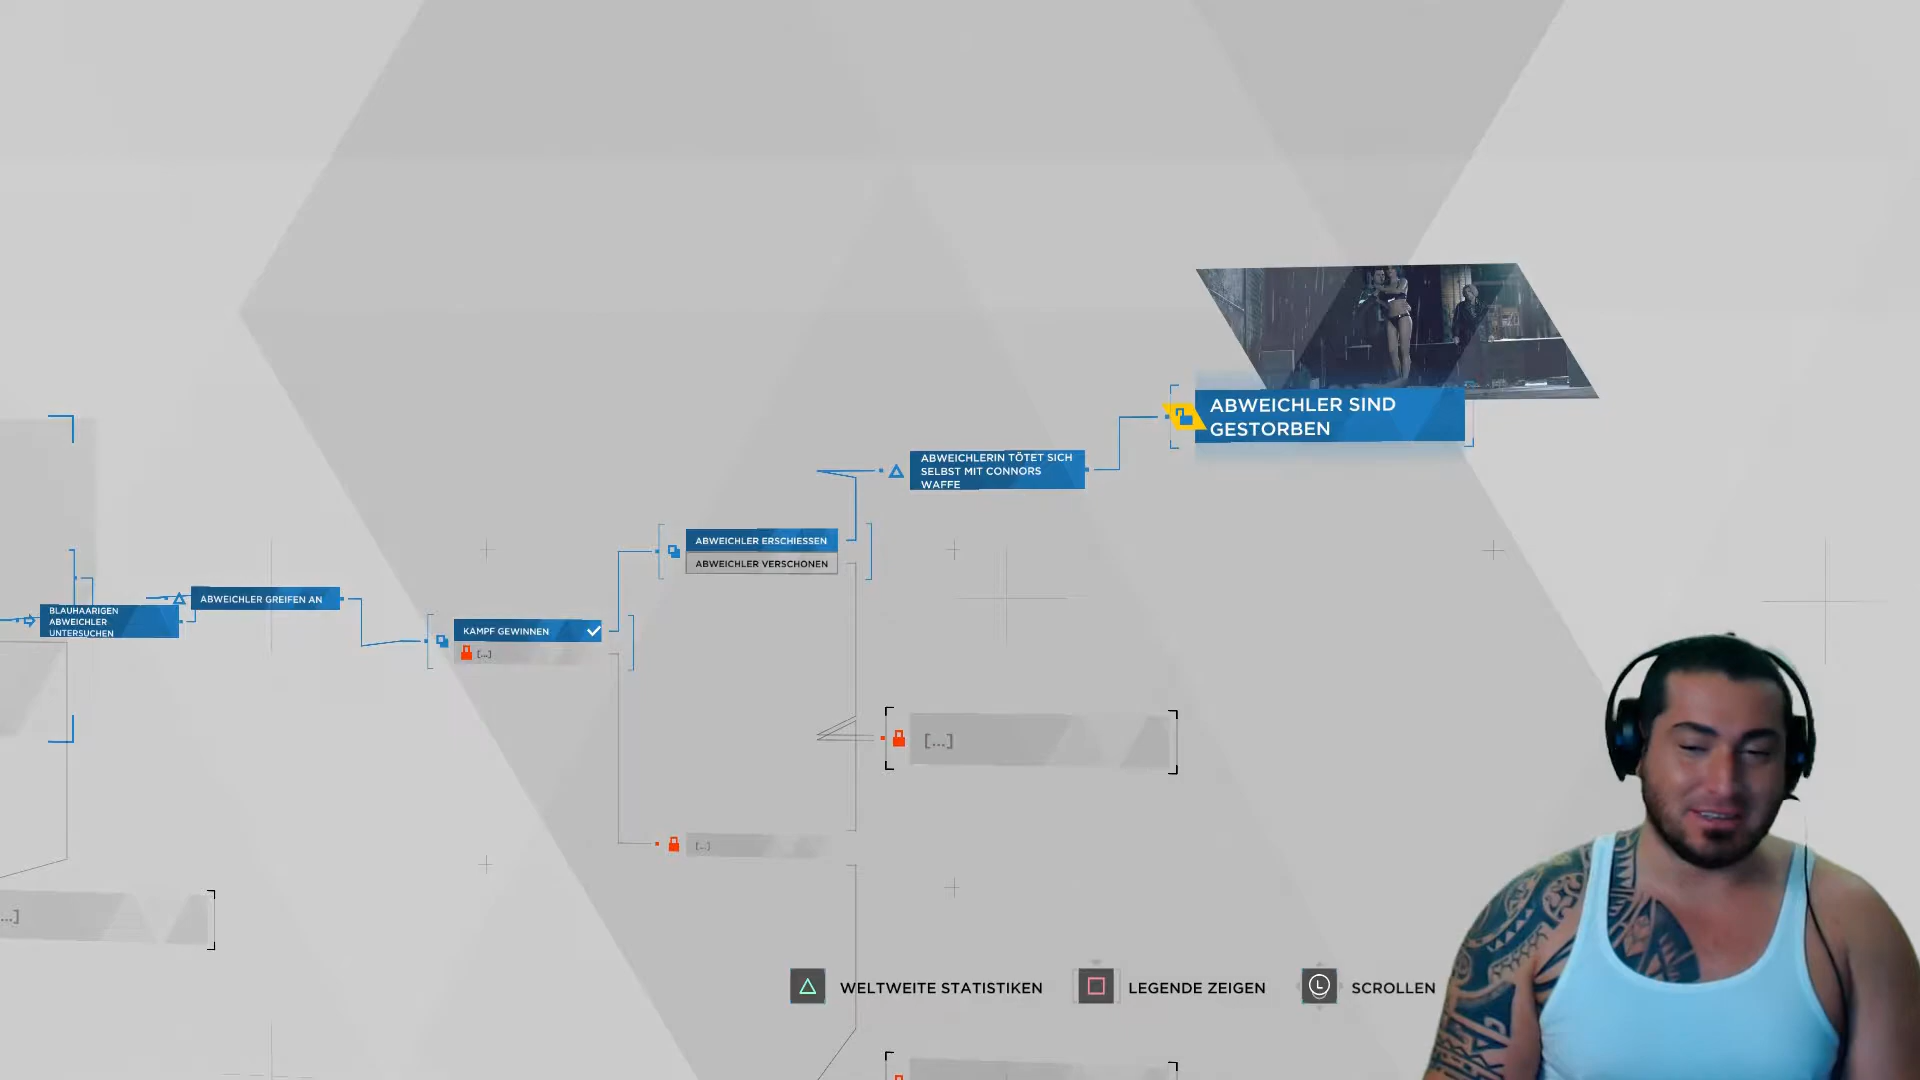 ABWEICHLER SIND
GESTORBEN
ABWEICHLERIN TÖTET SICH
SELBST MIT CONNORS
WAFFE
ABWEICHLER ERSCHIESSEN
ABWEICHLER VERSCHONEN
ABWEICHLER GREIFEN AN
BLAUHAARIGEN
ABWEICHLER
UNTERSUCHEN
KAMPF GEWINNEN
[...]
[...]
[...]
...]
WELTWEITE STATISTIKEN
LEGENDE ZEIGEN
L SCROLLEN